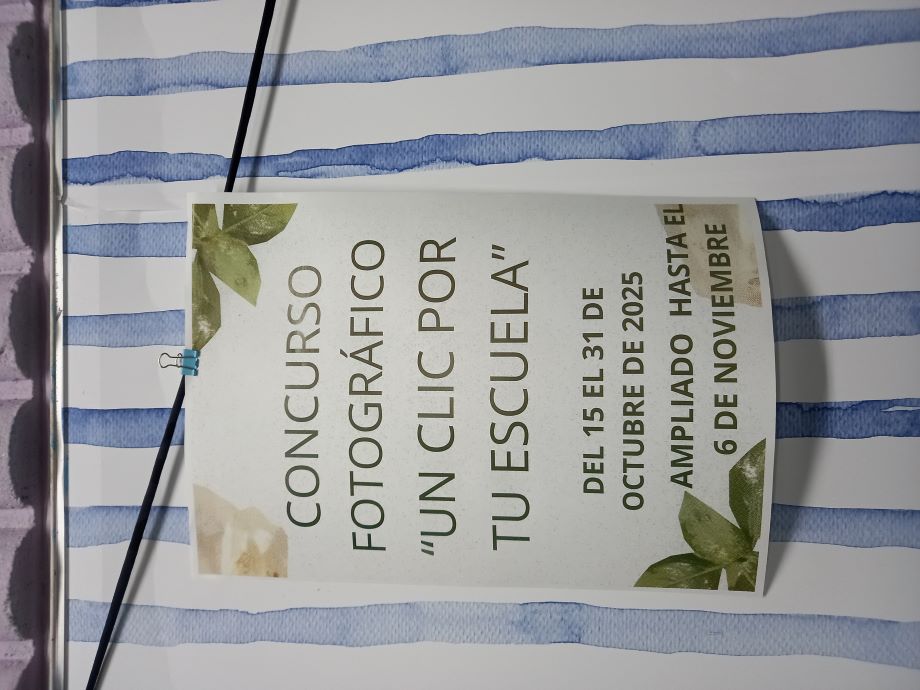 CONCURSO
FOTOGRÁFICO
“UN CLIC POR
TU ESCUELA”
DEL 15 EL 31 DE
OCTUBRE DE 2025
AMPLIADO HASTA EL
6 DE NOVIEMBRE